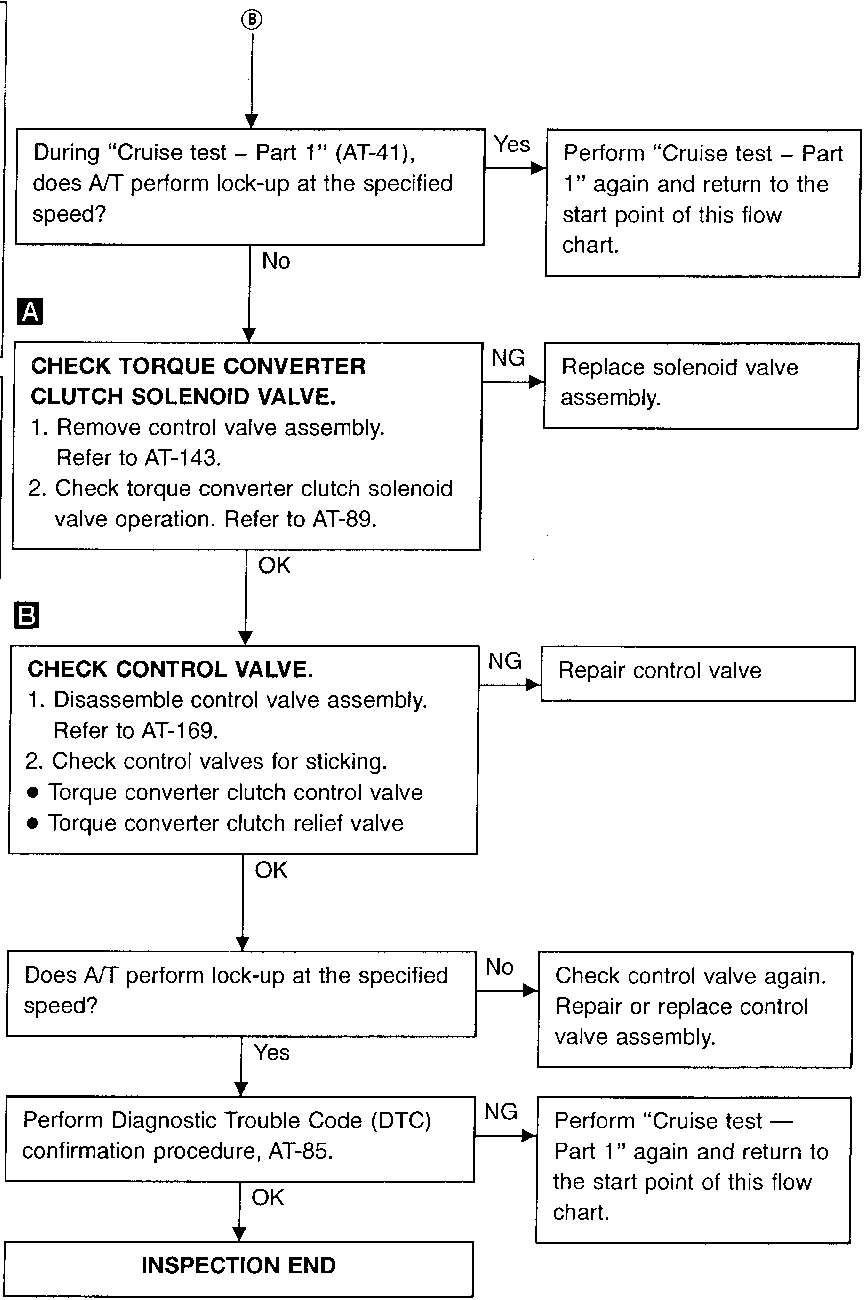 B
During “Cruise test – Part 1” (AT-41),
does A/T perform lock-up at the specified
speed?
Yes
Perform “Cruise test – Part
1” again and return to the
start point of this flow
chart.
No
A
CHECK TORQUE CONVERTER
CLUTCH SOLENOID VALVE.
1. Remove control valve assembly.
Refer to AT-143.
2. Check torque converter clutch solenoid
valve operation. Refer to AT-89.
NG
Replace solenoid valve
assembly.
OK
B
CHECK CONTROL VALVE.
1. Disassemble control valve assembly.
Refer to AT-169.
2. Check control valves for sticking.
● Torque converter clutch control valve
● Torque converter clutch relief valve
NG
Repair control valve
OK
Does A/T perform lock-up at the specified
speed?
No
Check control valve again.
Repair or replace control
valve assembly.
Yes
Perform Diagnostic Trouble Code (DTC)
confirmation procedure, AT-85.
NG
Perform “Cruise test —
Part 1” again and return to
the start point of this flow
chart.
OK
INSPECTION END